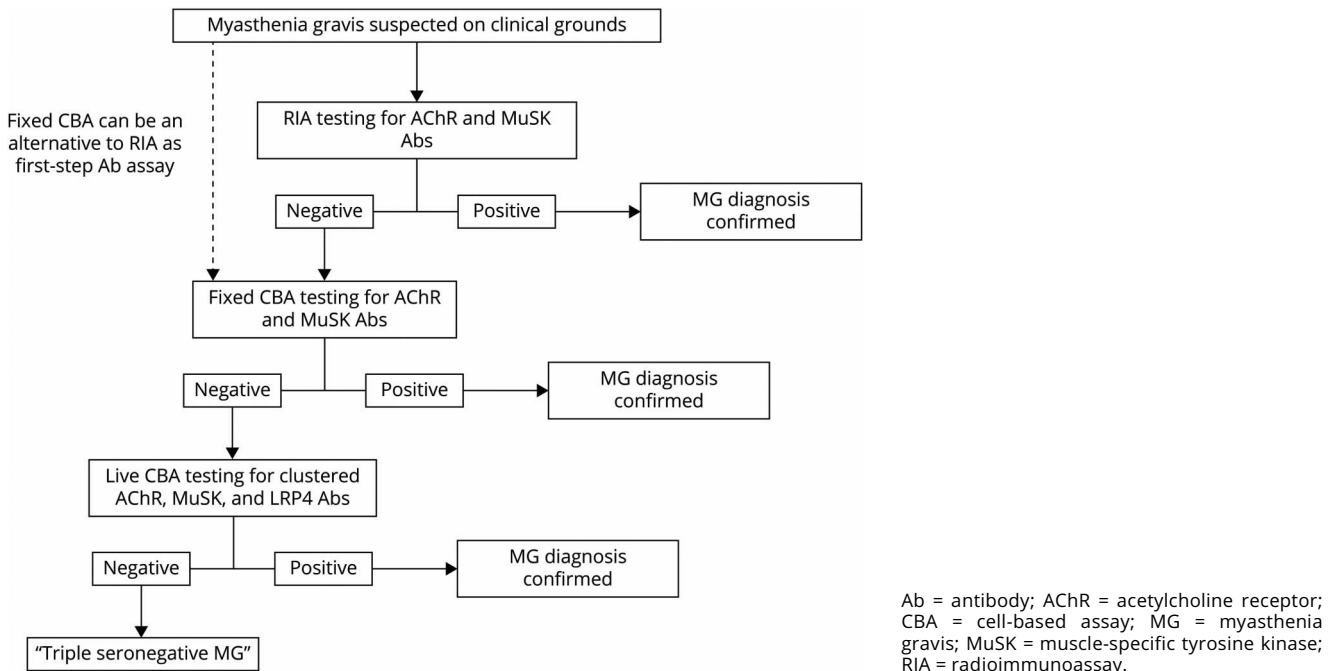 Myasthenia gravis suspected on clinical grounds
Fixed CBA can be an
alternative to RIA as
first-step Ab assay
RIA testing for AChR and MuSK
Abs
Negative
Positive
MG diagnosis
confirmed
Fixed CBA testing for AChR
and MuSK Abs
Negative
Positive
MG diagnosis
confirmed
Live CBA testing for clustered
AChR, MuSK, and LRP4 Abs
Negative
Positive
MG diagnosis
confirmed
“Triple seronegative MG”
Ab = antibody; AChR = acetylcholine receptor;
CBA = cell-based assay; MG = myasthenia
gravis; MuSK = muscle-specific tyrosine kinase;
RIA = radioimmunoassay.